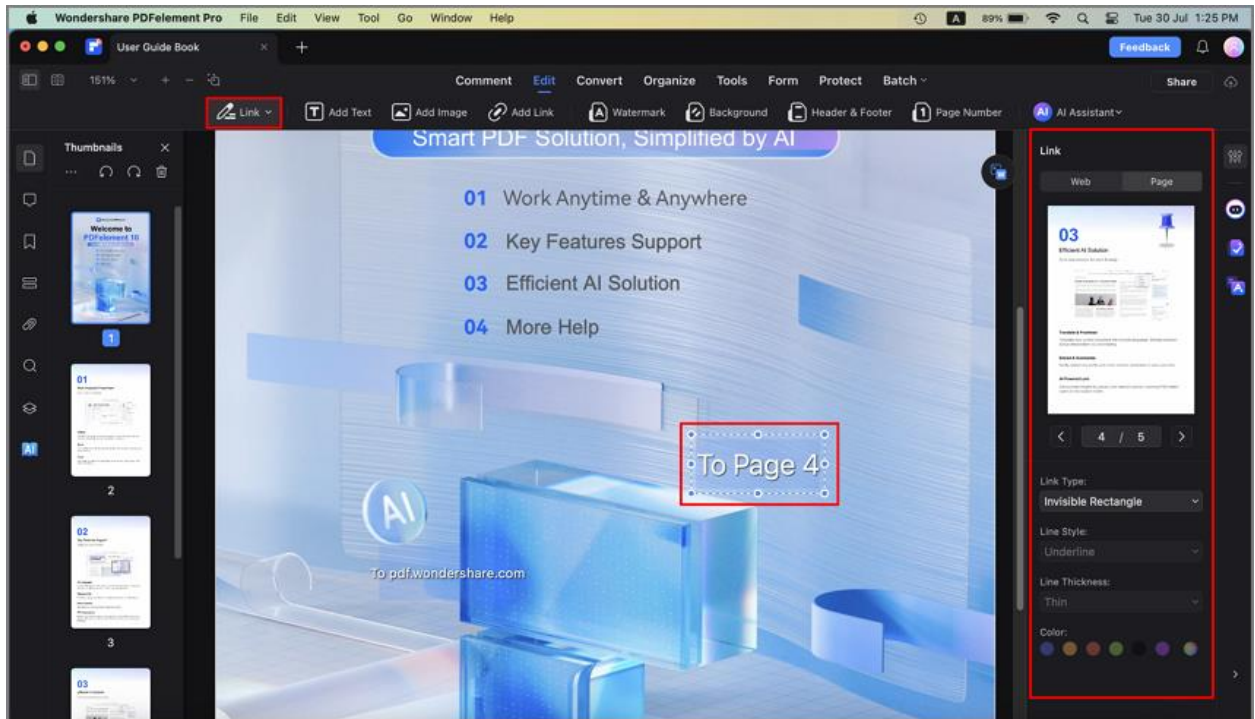 Wondershare PDFelement Pro File Edit View Tool Go Window Help A 89% Tue 30 Jul 1:25 PM
User Guide Book × + Feedback
151% + - Comment Edit Convert Organize Tools Form Protect Batch Share
Link T Add Text Add Image Add Link A Watermark Background Header & Footer 1 Page Number AI AI Assistant
Thumbnails ×
...
Welcome to
PDFelement 10
1
01
2
02
3
03
AI
Smart PDF Solution, Simplified by AI
01 Work Anytime & Anywhere
02 Key Features Support
03 Efficient AI Solution
04 More Help
To Page 4
AI
To pdf.wondershare.com
Link
Web Page
03
Efficient AI Solution
4 / 5
Link Type:
Invisible Rectangle
Line Style:
Underline
Line Thickness:
Thin
Color: